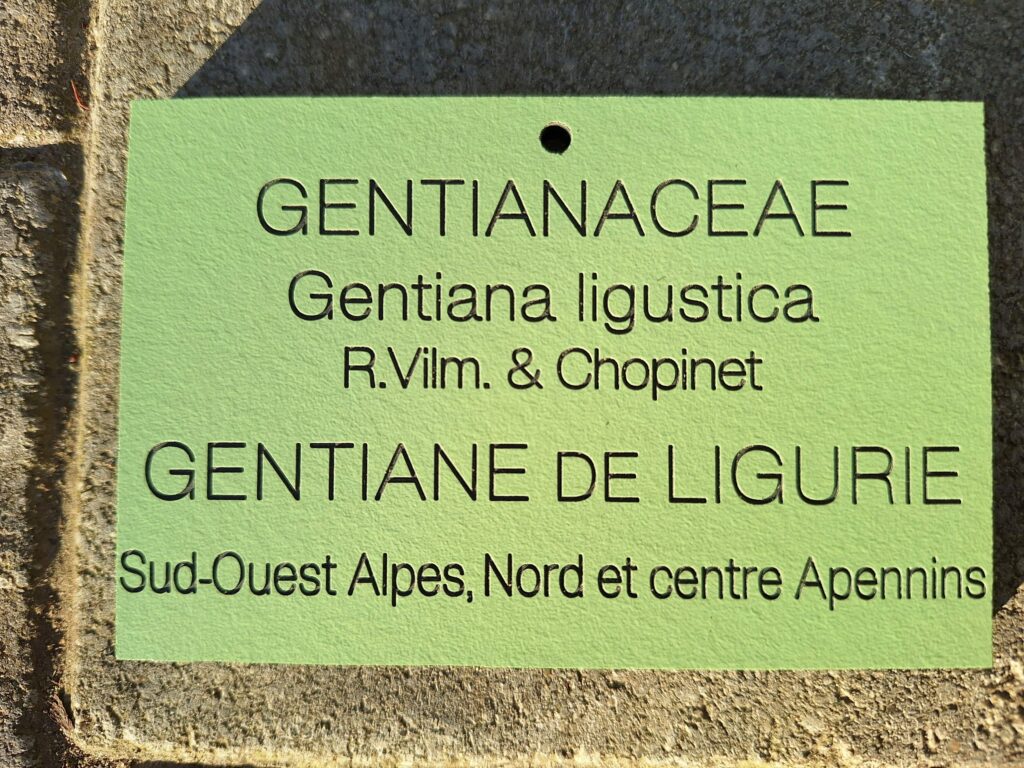 GENTIANACEAE
Gentiana ligustica
R.Vilm. & Chopinet
GENTIANE DE LIGURIE
Sud-Ouest Alpes, Nord et centre Apennins